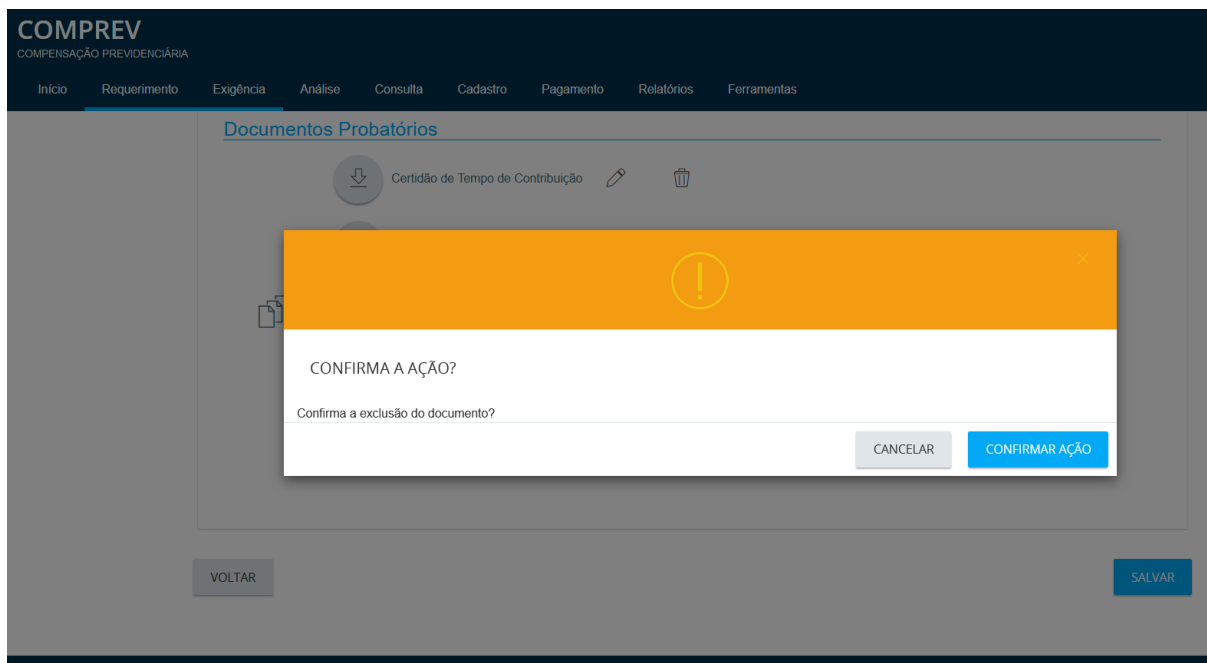 COMPREV
COMPENSAÇÃO PREVIDENCIÁRIA
Início Requerimento Exigência Análise Consulta Cadastro Pagamento Relatórios Ferramentas
Documentos Probatórios
Certidão de Tempo de Contribuição
CONFIRMA A AÇÃO?
Confirma a exclusão do documento?
CANCELAR CONFIRMAR AÇÃO
VOLTAR SALVAR